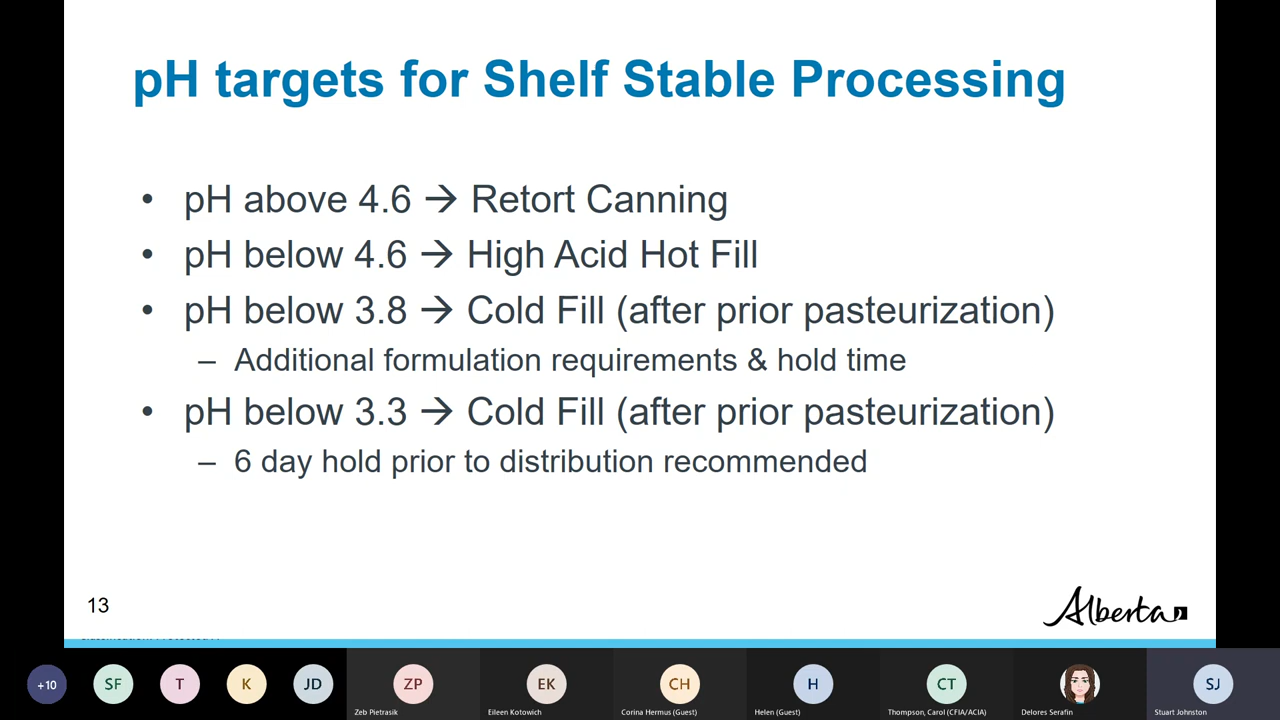 pH targets for Shelf Stable Processing
• pH above 4.6 → Retort Canning
• pH below 4.6 → High Acid Hot Fill
• pH below 3.8 → Cold Fill (after prior pasteurization)
– Additional formulation requirements & hold time
• pH below 3.3 → Cold Fill (after prior pasteurization)
– 6 day hold prior to distribution recommended
13
Alberta
+10 SF T K JD ZP EK CH H CT SJ
Zeb Pietrasik Eileen Kotowich Corina Hermus (Guest) Helen (Guest) Thompson, Carol (CFIA/ACIA) Delores Serafin Stuart Johnston